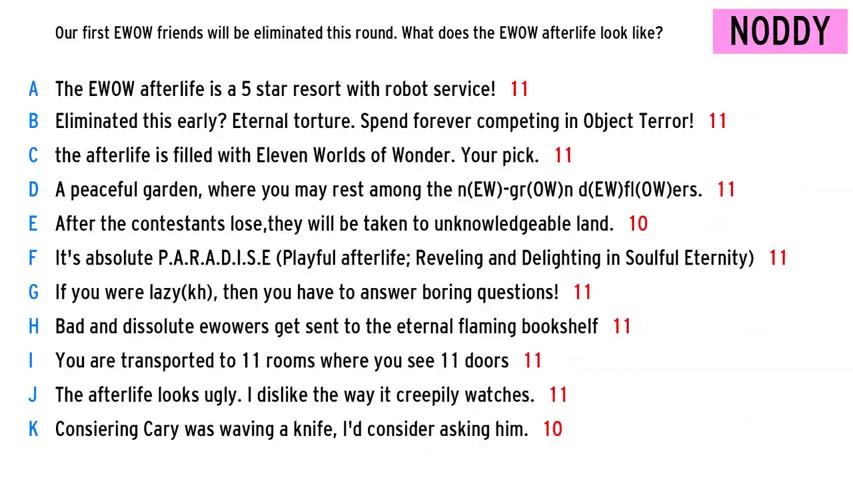 Our first EWOW friends will be eliminated this round. What does the EWOW afterlife look like?
NODDY
A The EWOW afterlife is a 5 star resort with robot service! 11
B Eliminated this early? Eternal torture. Spend forever competing in Object Terror! 11
C the afterlife is filled with Eleven Worlds of Wonder. Your pick. 11
D A peaceful garden, where you may rest among the n(EW)-gr(OW)n d(EW)fl(OW)ers. 11
E After the contestants lose,they will be taken to unknowledgeable land. 10
F It's absolute P.A.R.A.D.I.S.E (Playful afterlife; Reveling and Delighting in Soulful Eternity) 11
G If you were lazy(kh), then you have to answer boring questions! 11
H Bad and dissolute ewowers get sent to the eternal flaming bookshelf 11
I You are transported to 11 rooms where you see 11 doors 11
J The afterlife looks ugly. I dislike the way it creepily watches. 11
K Consiering Cary was waving a knife, I'd consider asking him. 10